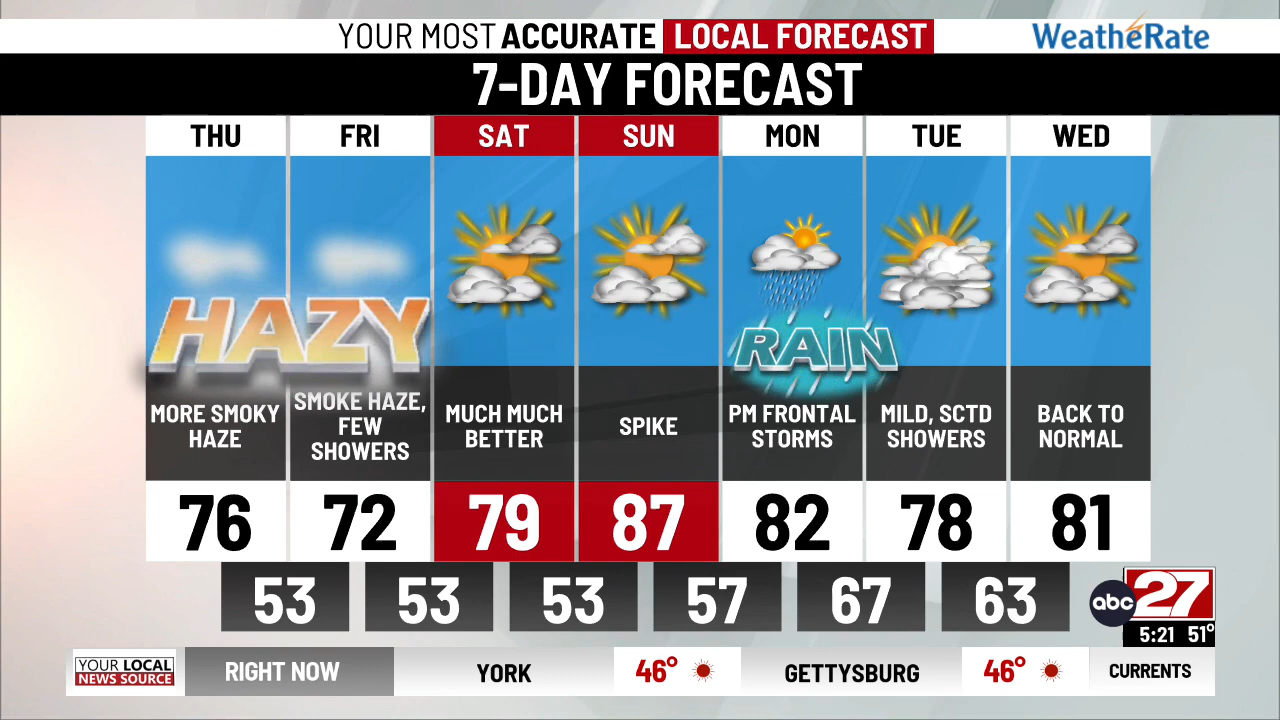 YOUR MOST ACCURATE LOCAL FORECAST
WeatheRate
7-DAY FORECAST
THU FRI SAT SUN MON TUE WED
HAZY
RAIN
MORE SMOKY
HAZE
SMOKE HAZE,
FEW
SHOWERS
MUCH MUCH
BETTER
SPIKE
PM FRONTAL
STORMS
MILD, SCTD
SHOWERS
BACK TO
NORMAL
76 72 79 87 82 78 81
53 53 53 57 67 63
abc 27
5:21 51°
YOUR LOCAL
NEWS SOURCE
RIGHT NOW YORK 46° GETTYSBURG 46° CURRENTS